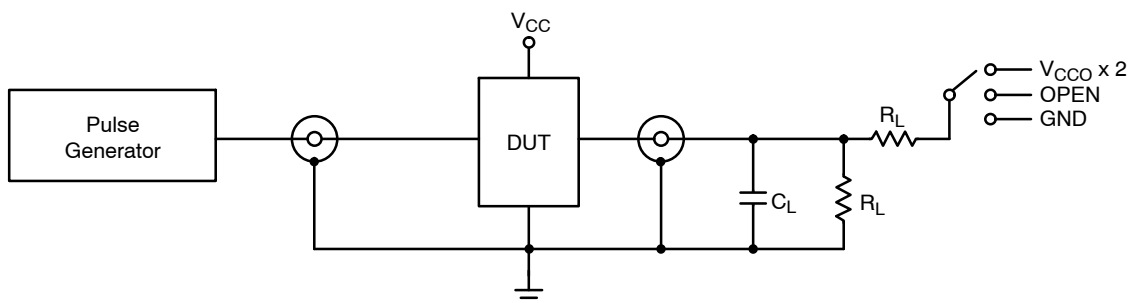 V_CC
V_CCO x 2
OPEN
GND
R_L
Pulse
Generator
DUT
C_L
R_L